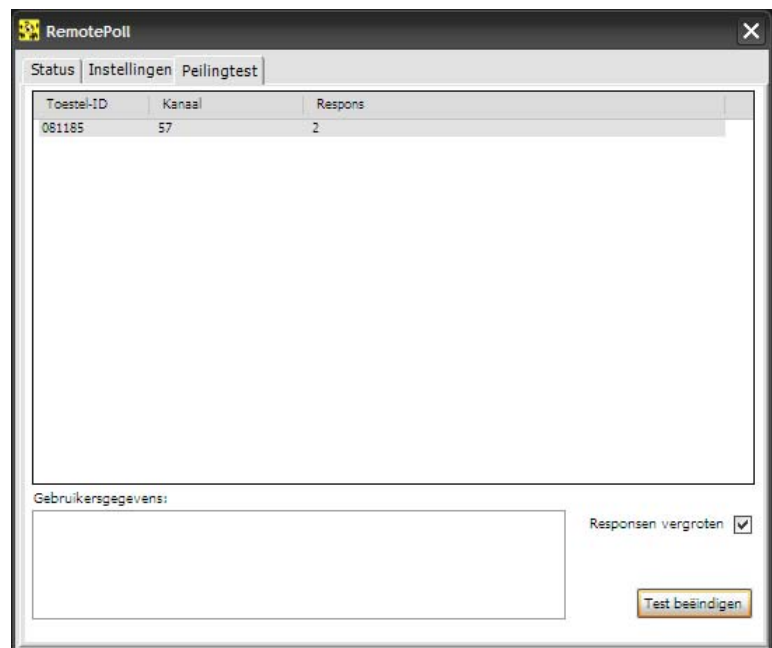 RemotePoll
Status Instellingen Peilingtest
Toestel-ID Kanaal Respons
081185 57 2
Gebruikersgegevens:
Responsen vergroten
Test beëindigen